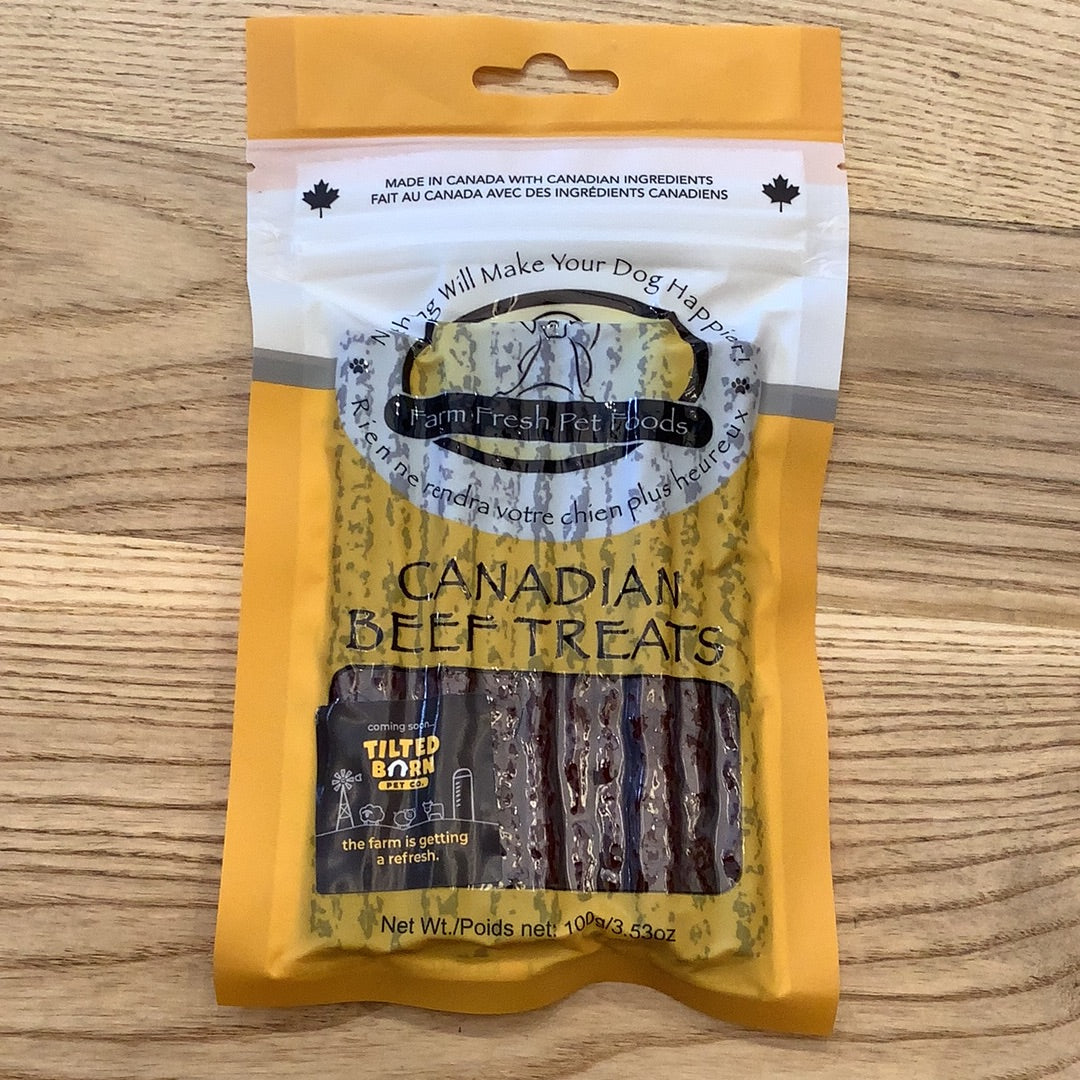 MADE IN CANADA WITH CANADIAN INGREDIENTS
FAIT AU CANADA AVEC DES INGRÉDIENTS CANADIENS
Nothing Will Make Your Dog Happier!
Farm Fresh Pet Foods
Rien ne rendra votre chien plus heureux
CANADIAN
BEEF TREATS
coming soon
TILTED
BARN
PET CO.
the farm is getting
a refresh.
Net Wt./Poids net: 100g/3.53oz